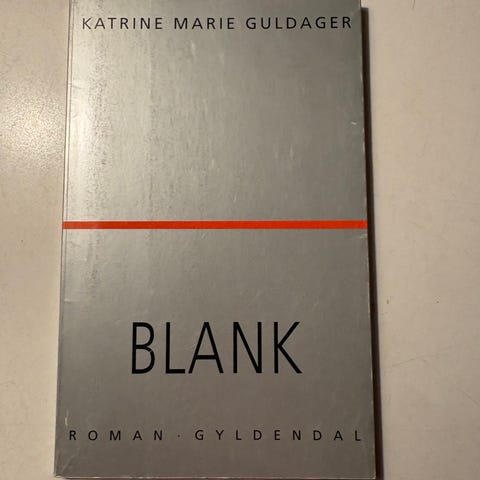 KATRINE MARIE GULDAGER
BLANK
ROMAN · GYLDENDAL